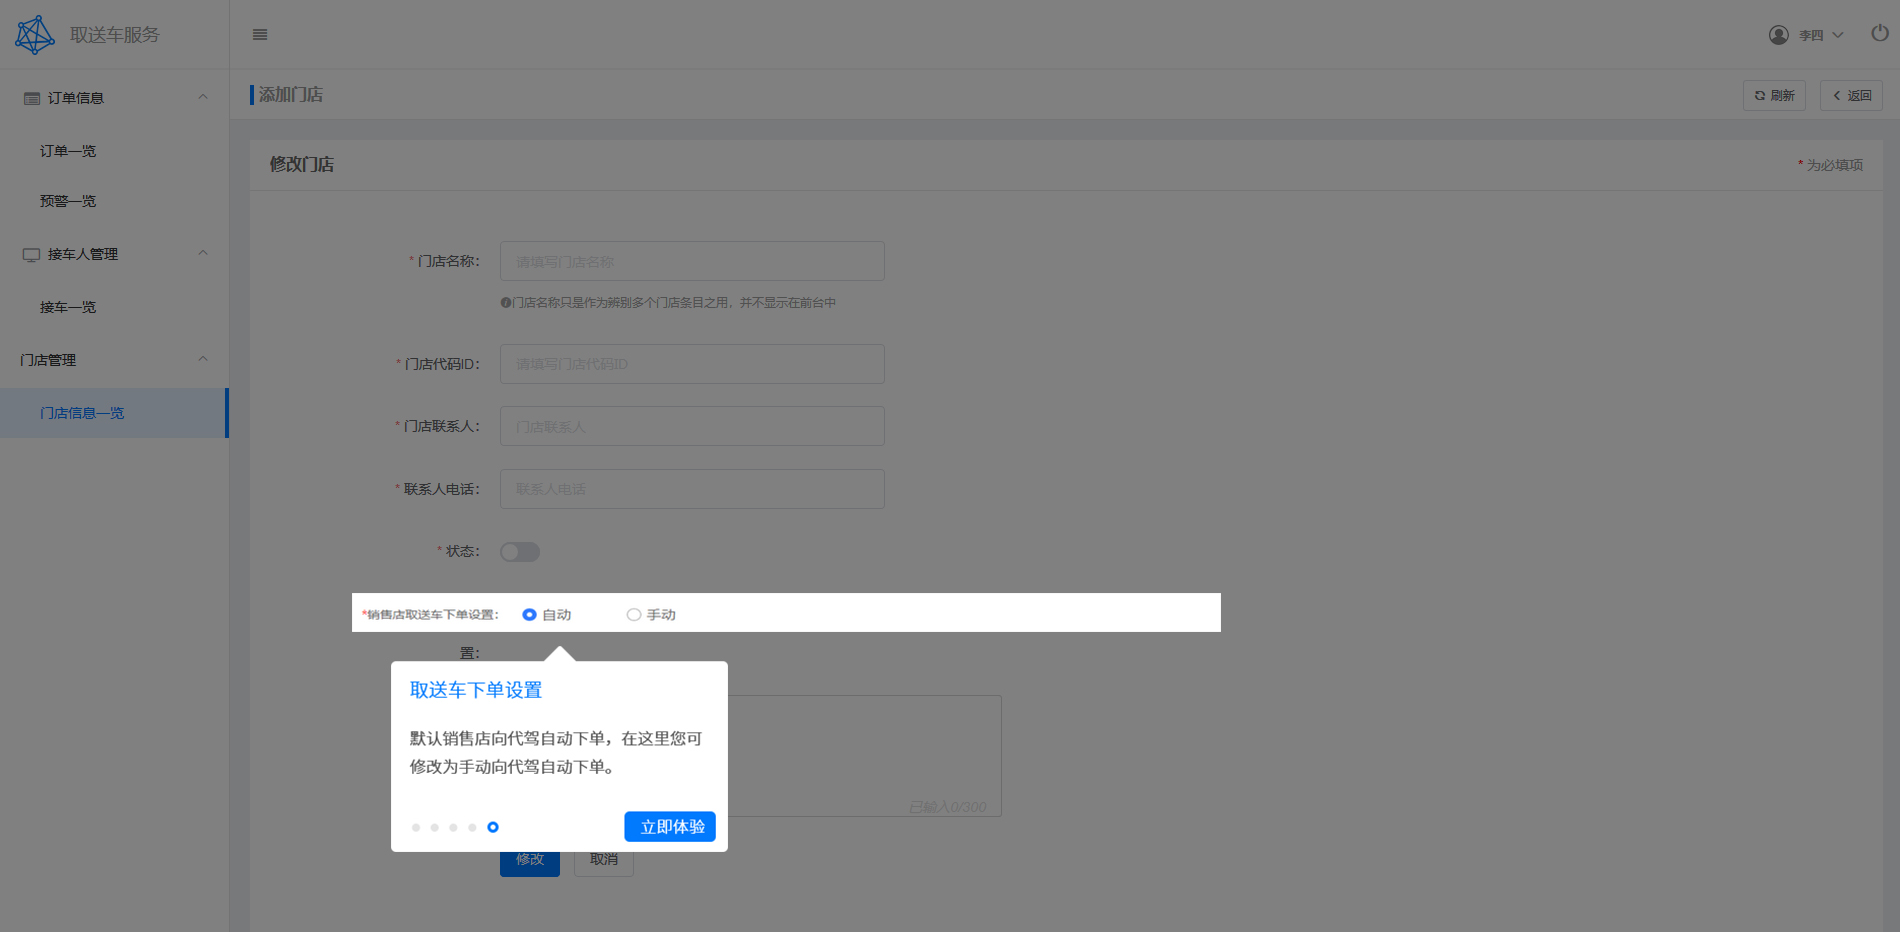 取送车服务
李四
订单信息
添加门店
刷新
返回
订单一览
修改门店
*为必填项
预警一览
接车人管理
*门店名称：
请填写门店名称
接车一览
门店名称只是作为辨别多个门店条目之用，并不显示在前台中
门店管理
*门店代码ID：
请填写门店代码ID
门店信息一览
*门店联系人：
门店联系人
*联系人电话：
联系人电话
*状态：
*销售店取送车下单设置：
自动
手动
置：
取送车下单设置
默认销售店向代驾自动下单，在这里您可
修改为手动向代驾自动下单。
已输入0/300
立即体验
修改
取消